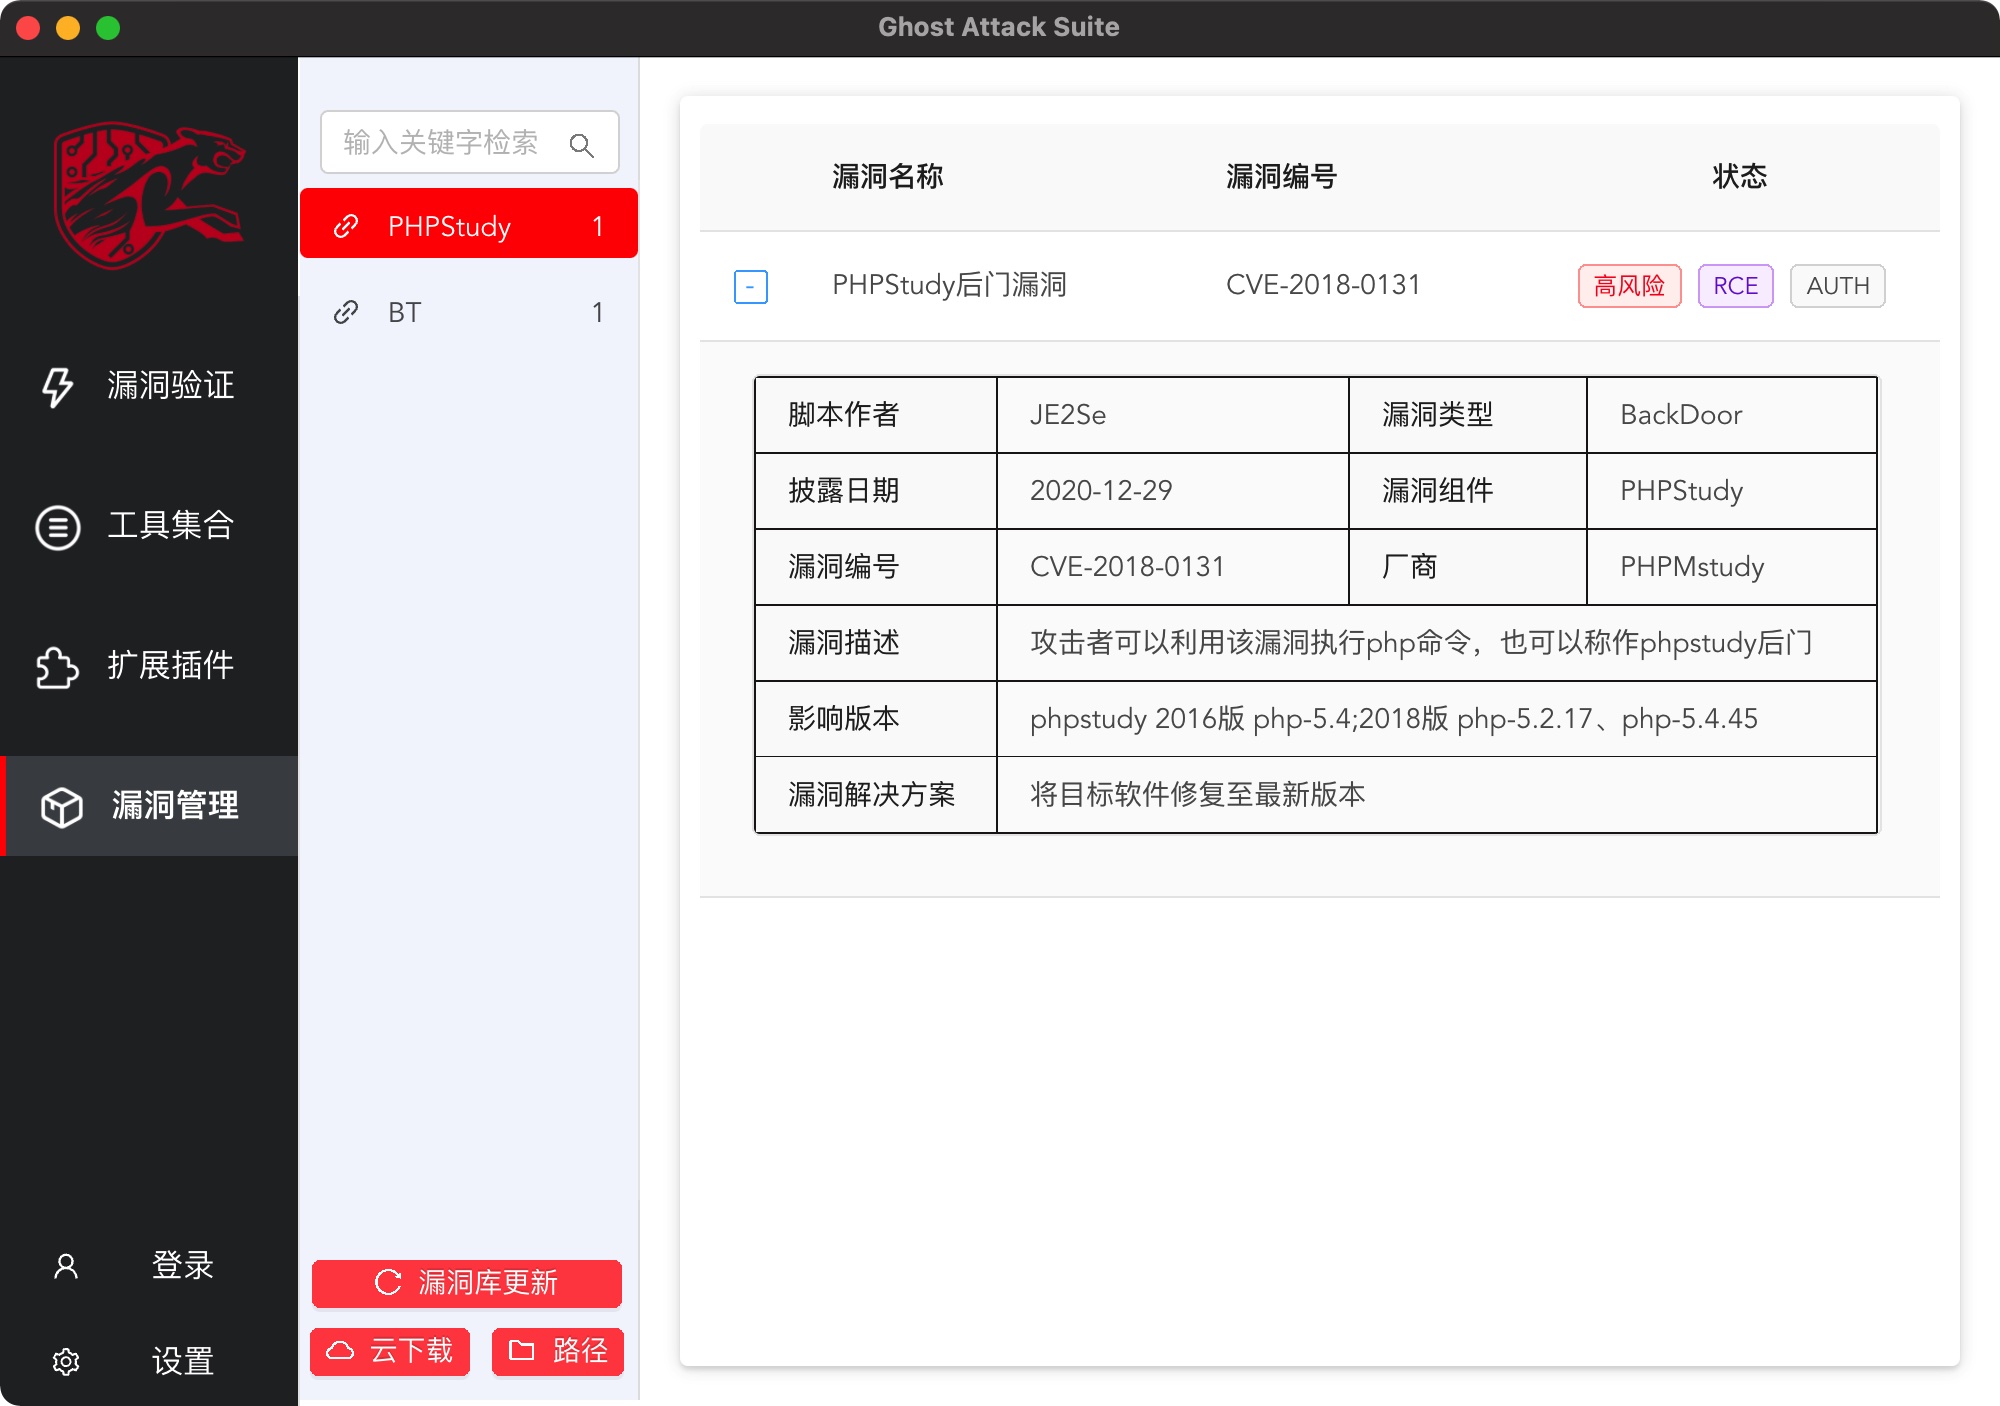 Ghost Attack Suite
输入关键字检索
PHPStudy 1
BT 1
漏洞验证
工具集合
扩展插件
漏洞管理
登录
设置
漏洞库更新
云下载 路径
漏洞名称 漏洞编号 状态
- PHPStudy后门漏洞 CVE-2018-0131 高风险 RCE AUTH
脚本作者 JE2Se 漏洞类型 BackDoor
披露日期 2020-12-29 漏洞组件 PHPStudy
漏洞编号 CVE-2018-0131 厂商 PHPMstudy
漏洞描述 攻击者可以利用该漏洞执行php命令，也可以称作phpstudy后门
影响版本 phpstudy 2016版 php-5.4;2018版 php-5.2.17、php-5.4.45
漏洞解决方案 将目标软件修复至最新版本